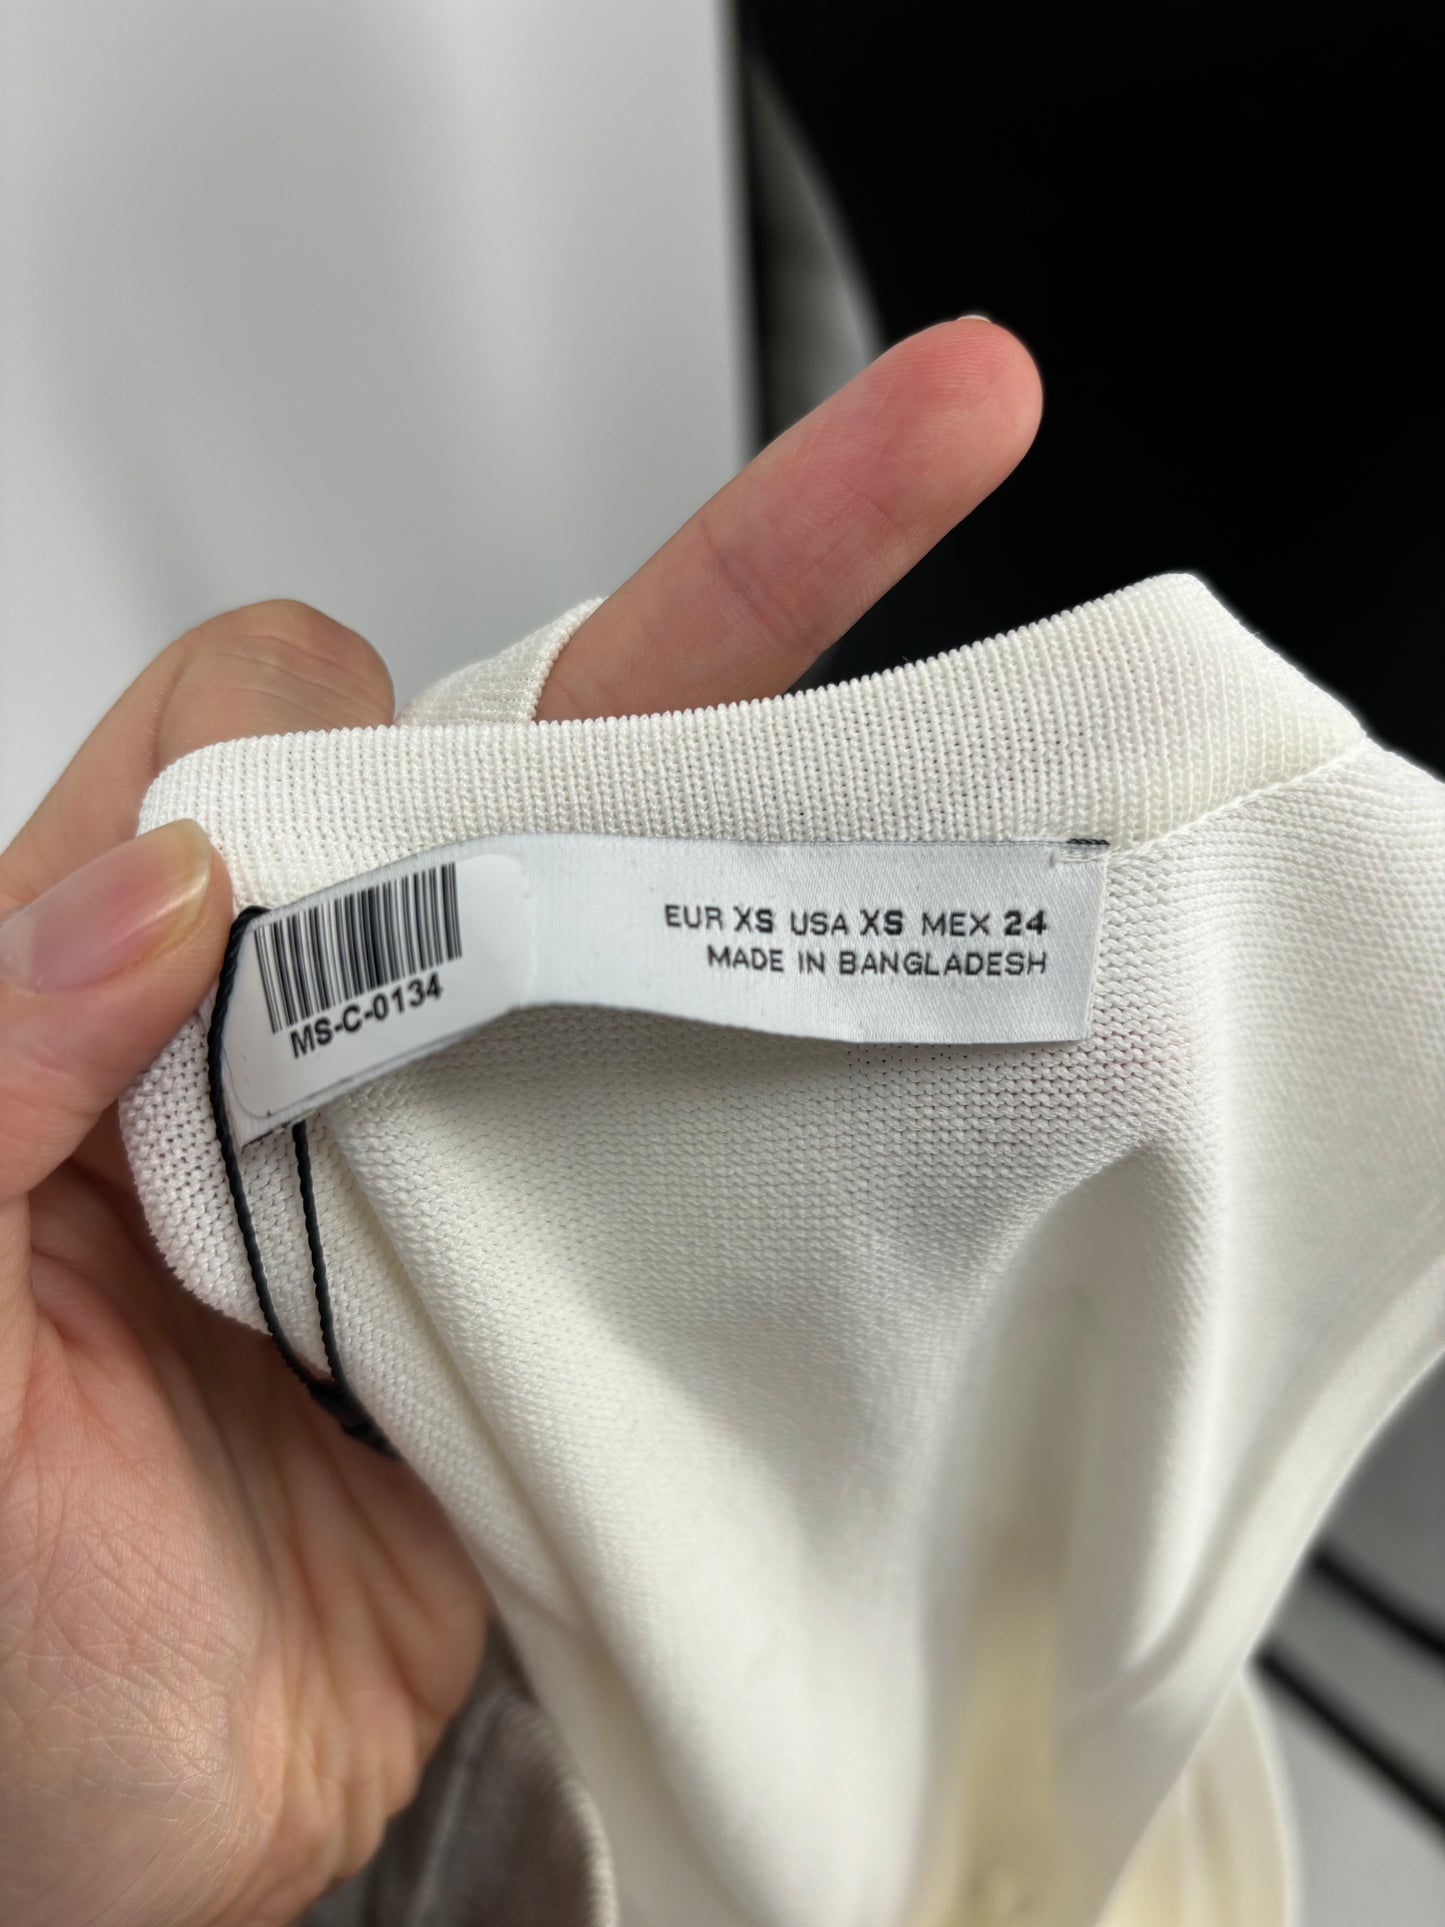 MS-C-0134
EUR XS USA XS MEX 24
MADE IN BANGLADESH